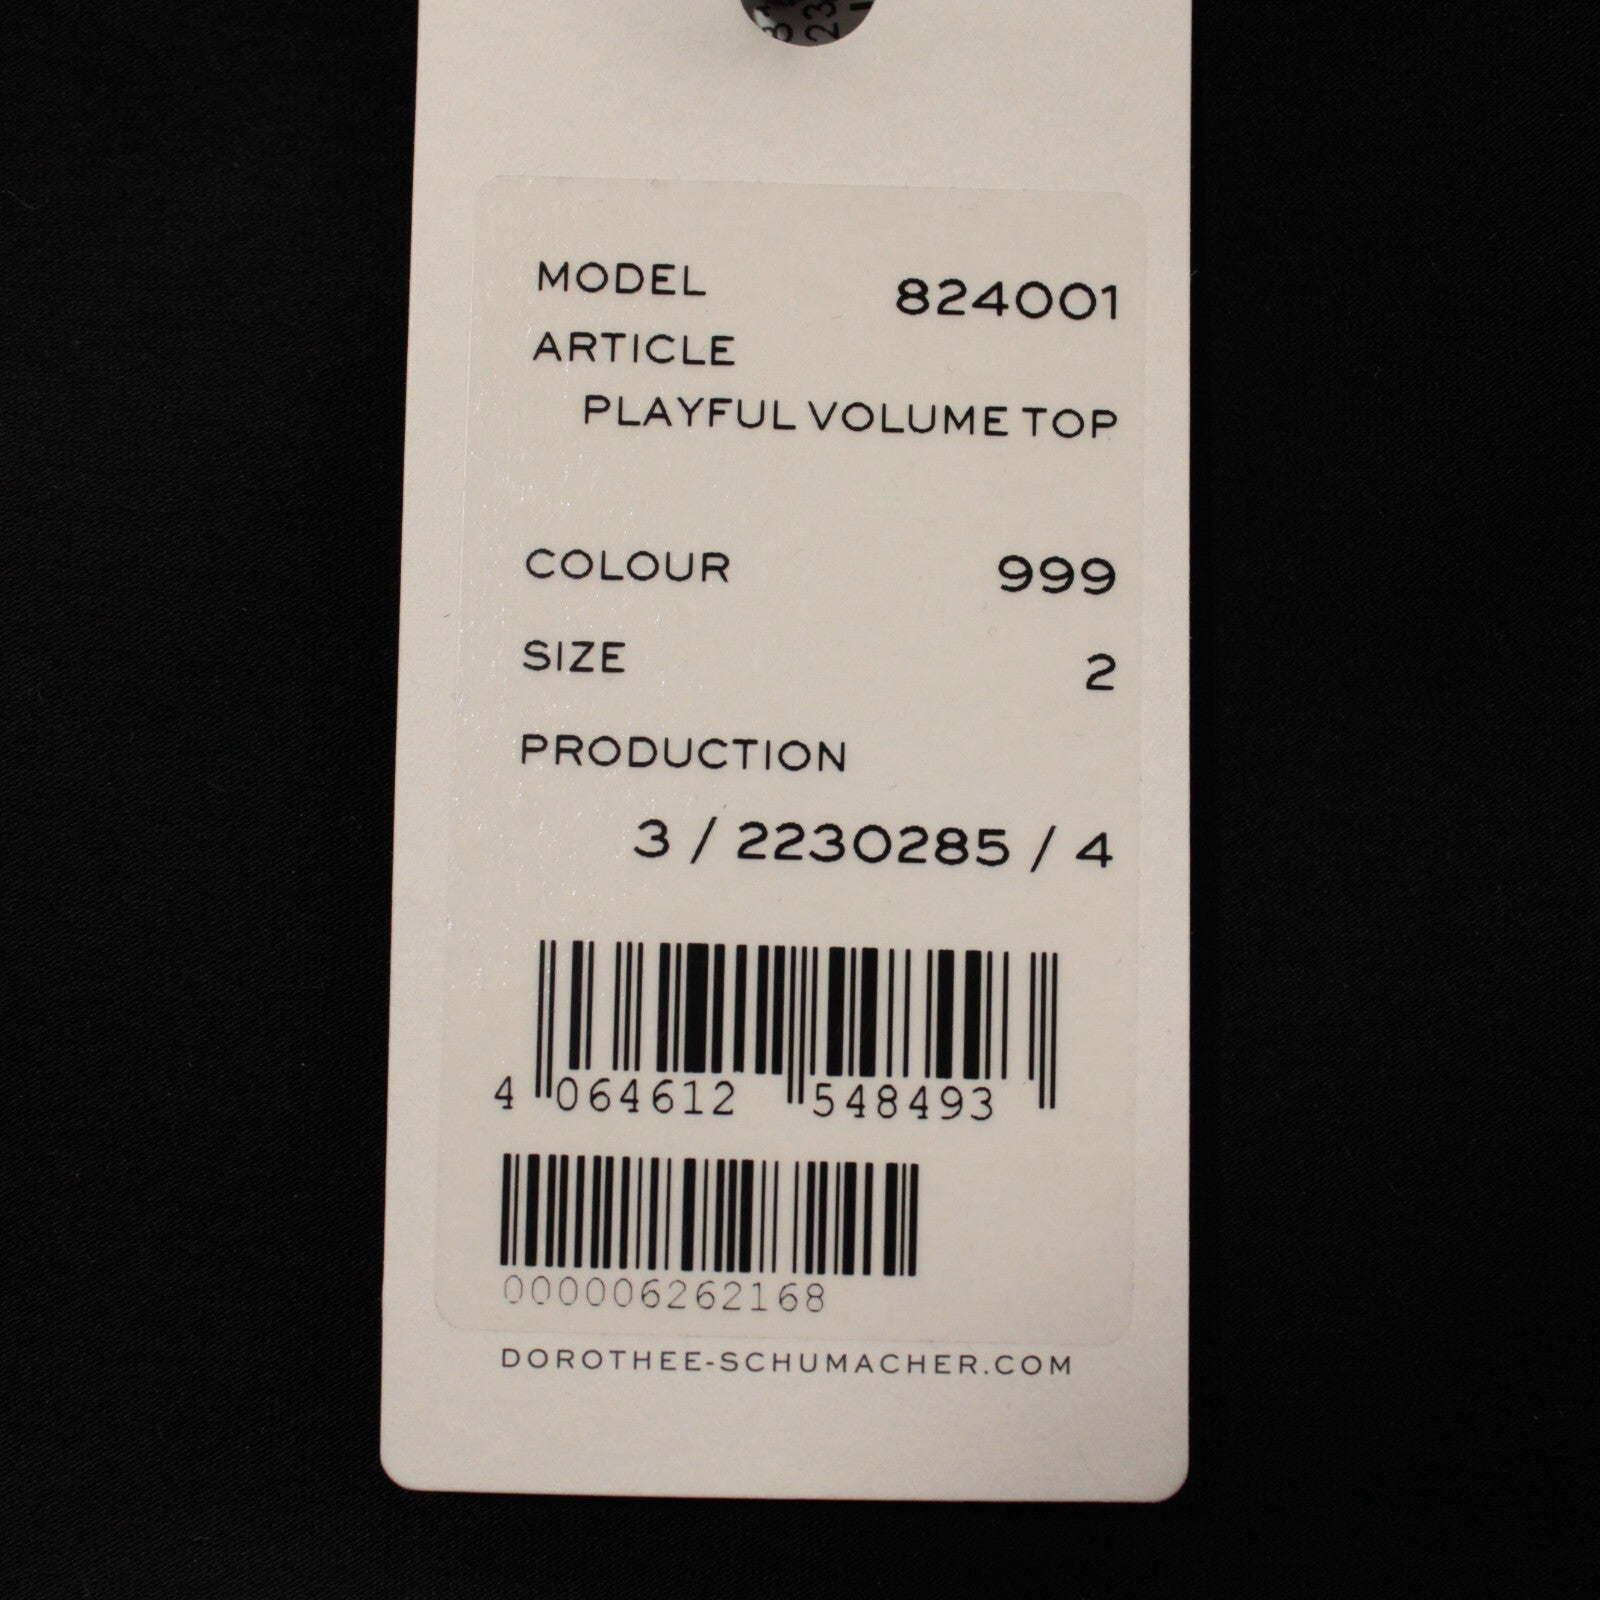 MODEL 824001
ARTICLE
PLAYFUL VOLUME TOP
COLOUR 999
SIZE 2
PRODUCTION
3 / 2230285 / 4
4 064612 548493
000006262168
DOROTHEE-SCHUMACHER.COM